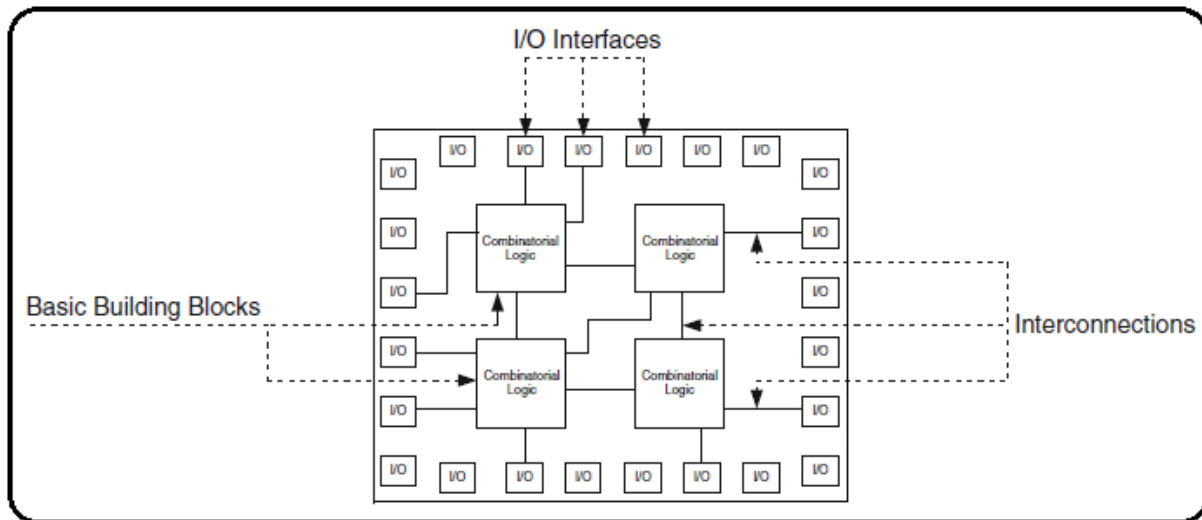 I/O Interfaces
I/O I/O I/O I/O I/O I/O
I/O I/O
I/O I/O
Combinatorial
Logic
Combinatorial
Logic
I/O I/O
Basic Building Blocks
Interconnections
I/O I/O
Combinatorial
Logic
Combinatorial
Logic
I/O I/O
I/O I/O
I/O I/O I/O I/O I/O I/O